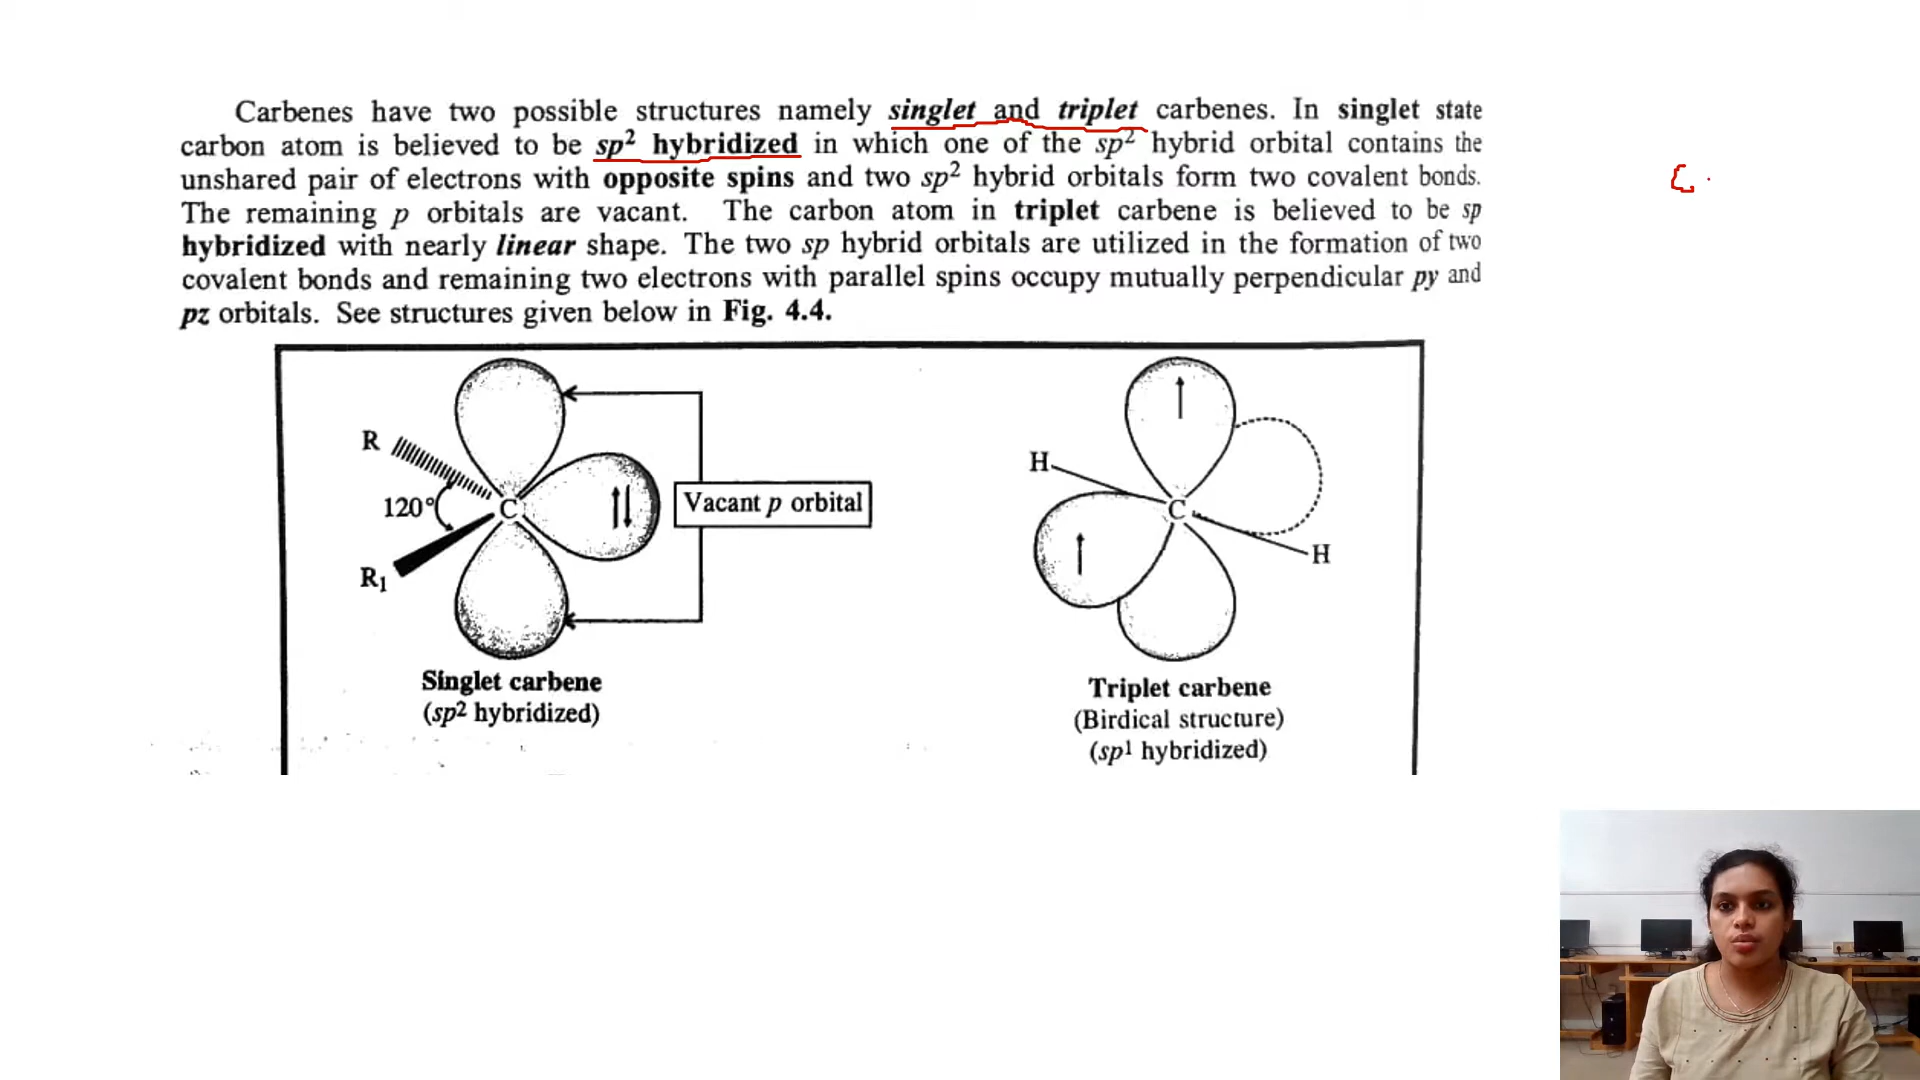 Carbenes have two possible structures namely singlet and triplet carbenes. In singlet state
carbon atom is believed to be sp² hybridized in which one of the sp² hybrid orbital contains the
unshared pair of electrons with opposite spins and two sp² hybrid orbitals form two covalent bonds.
The remaining p orbitals are vacant. The carbon atom in triplet carbene is believed to be sp
hybridized with nearly linear shape. The two sp hybrid orbitals are utilized in the formation of two
covalent bonds and remaining two electrons with parallel spins occupy mutually perpendicular py and
pz orbitals. See structures given below in Fig. 4.4.
R
120°
C
R₁
Vacant p orbital
Singlet carbene
(sp2 hybridized)
H
C
H
Triplet carbene
(Birdical structure)
(sp¹ hybridized)
C